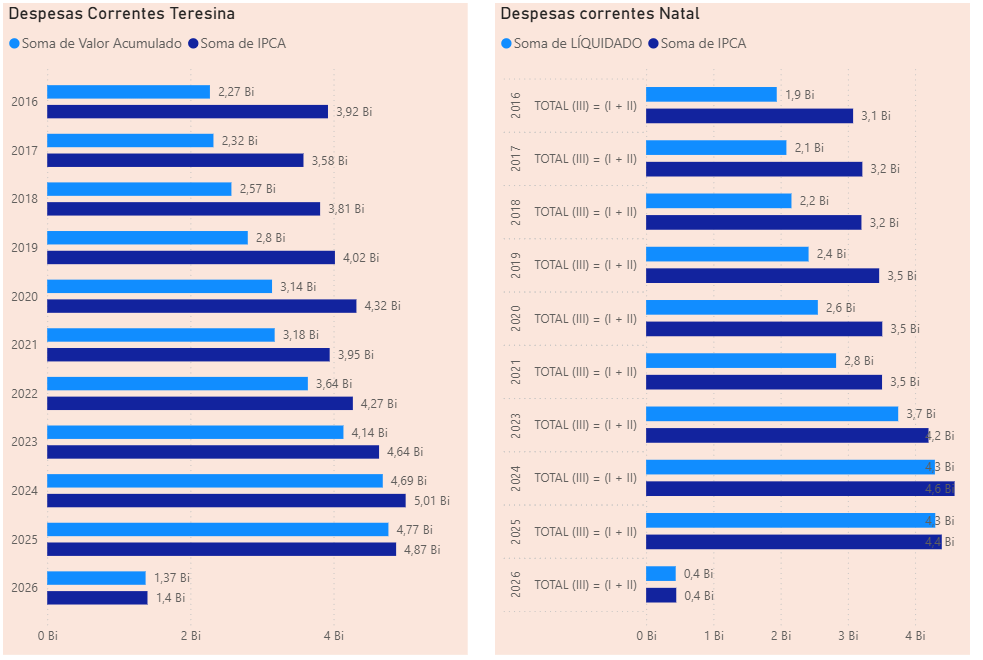 Despesas Correntes Teresina
Soma de Valor Acumulado Soma de IPCA
2016
2,27 Bi
3,92 Bi
2017
2,32 Bi
3,58 Bi
2018
2,57 Bi
3,81 Bi
2019
2,8 Bi
4,02 Bi
2020
3,14 Bi
4,32 Bi
2021
3,18 Bi
3,95 Bi
2022
3,64 Bi
4,27 Bi
2023
4,14 Bi
4,64 Bi
2024
4,69 Bi
5,01 Bi
2025
4,77 Bi
4,87 Bi
2026
1,37 Bi
1,4 Bi
0 Bi 2 Bi 4 Bi
Despesas correntes Natal
Soma de LÍQUIDADO Soma de IPCA
2016 TOTAL (III) = (I + II)
1,9 Bi
3,1 Bi
2017 TOTAL (III) = (I + II)
2,1 Bi
3,2 Bi
2018 TOTAL (III) = (I + II)
2,2 Bi
3,2 Bi
2019 TOTAL (III) = (I + II)
2,4 Bi
3,5 Bi
2020 TOTAL (III) = (I + II)
2,6 Bi
3,5 Bi
2021 TOTAL (III) = (I + II)
2,8 Bi
3,5 Bi
2023 TOTAL (III) = (I + II)
3,7 Bi
4,2 Bi
2024 TOTAL (III) = (I + II)
4,3 Bi
4,6 Bi
2025 TOTAL (III) = (I + II)
4,3 Bi
4,4 Bi
2026 TOTAL (III) = (I + II)
0,4 Bi
0,4 Bi
0 Bi 1 Bi 2 Bi 3 Bi 4 Bi